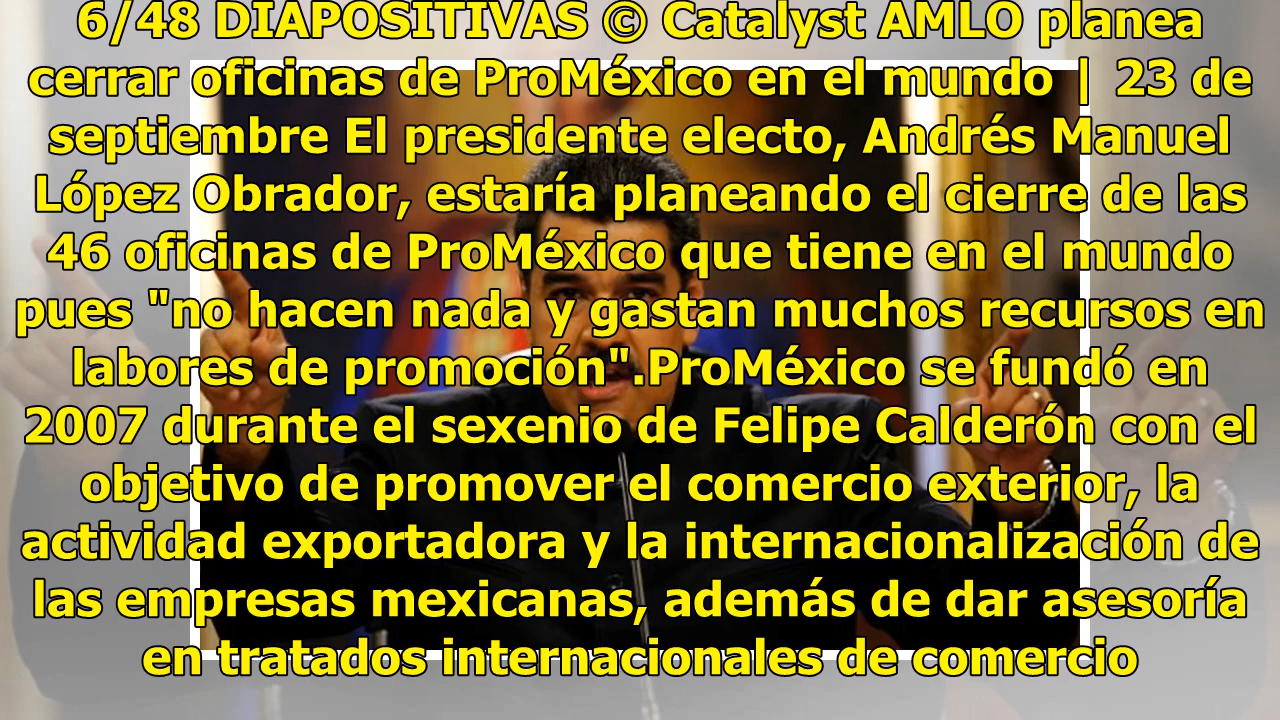 6/48 DIAPOSITIVAS © Catalyst AMLO planea
cerrar oficinas de ProMéxico en el mundo | 23 de
septiembre El presidente electo, Andrés Manuel
López Obrador, estaría planeando el cierre de las
46 oficinas de ProMéxico que tiene en el mundo
pues "no hacen nada y gastan muchos recursos en
labores de promoción".ProMéxico se fundó en
2007 durante el sexenio de Felipe Calderón con el
objetivo de promover el comercio exterior, la
actividad exportadora y la internacionalización de
las empresas mexicanas, además de dar asesoría
en tratados internacionales de comercio